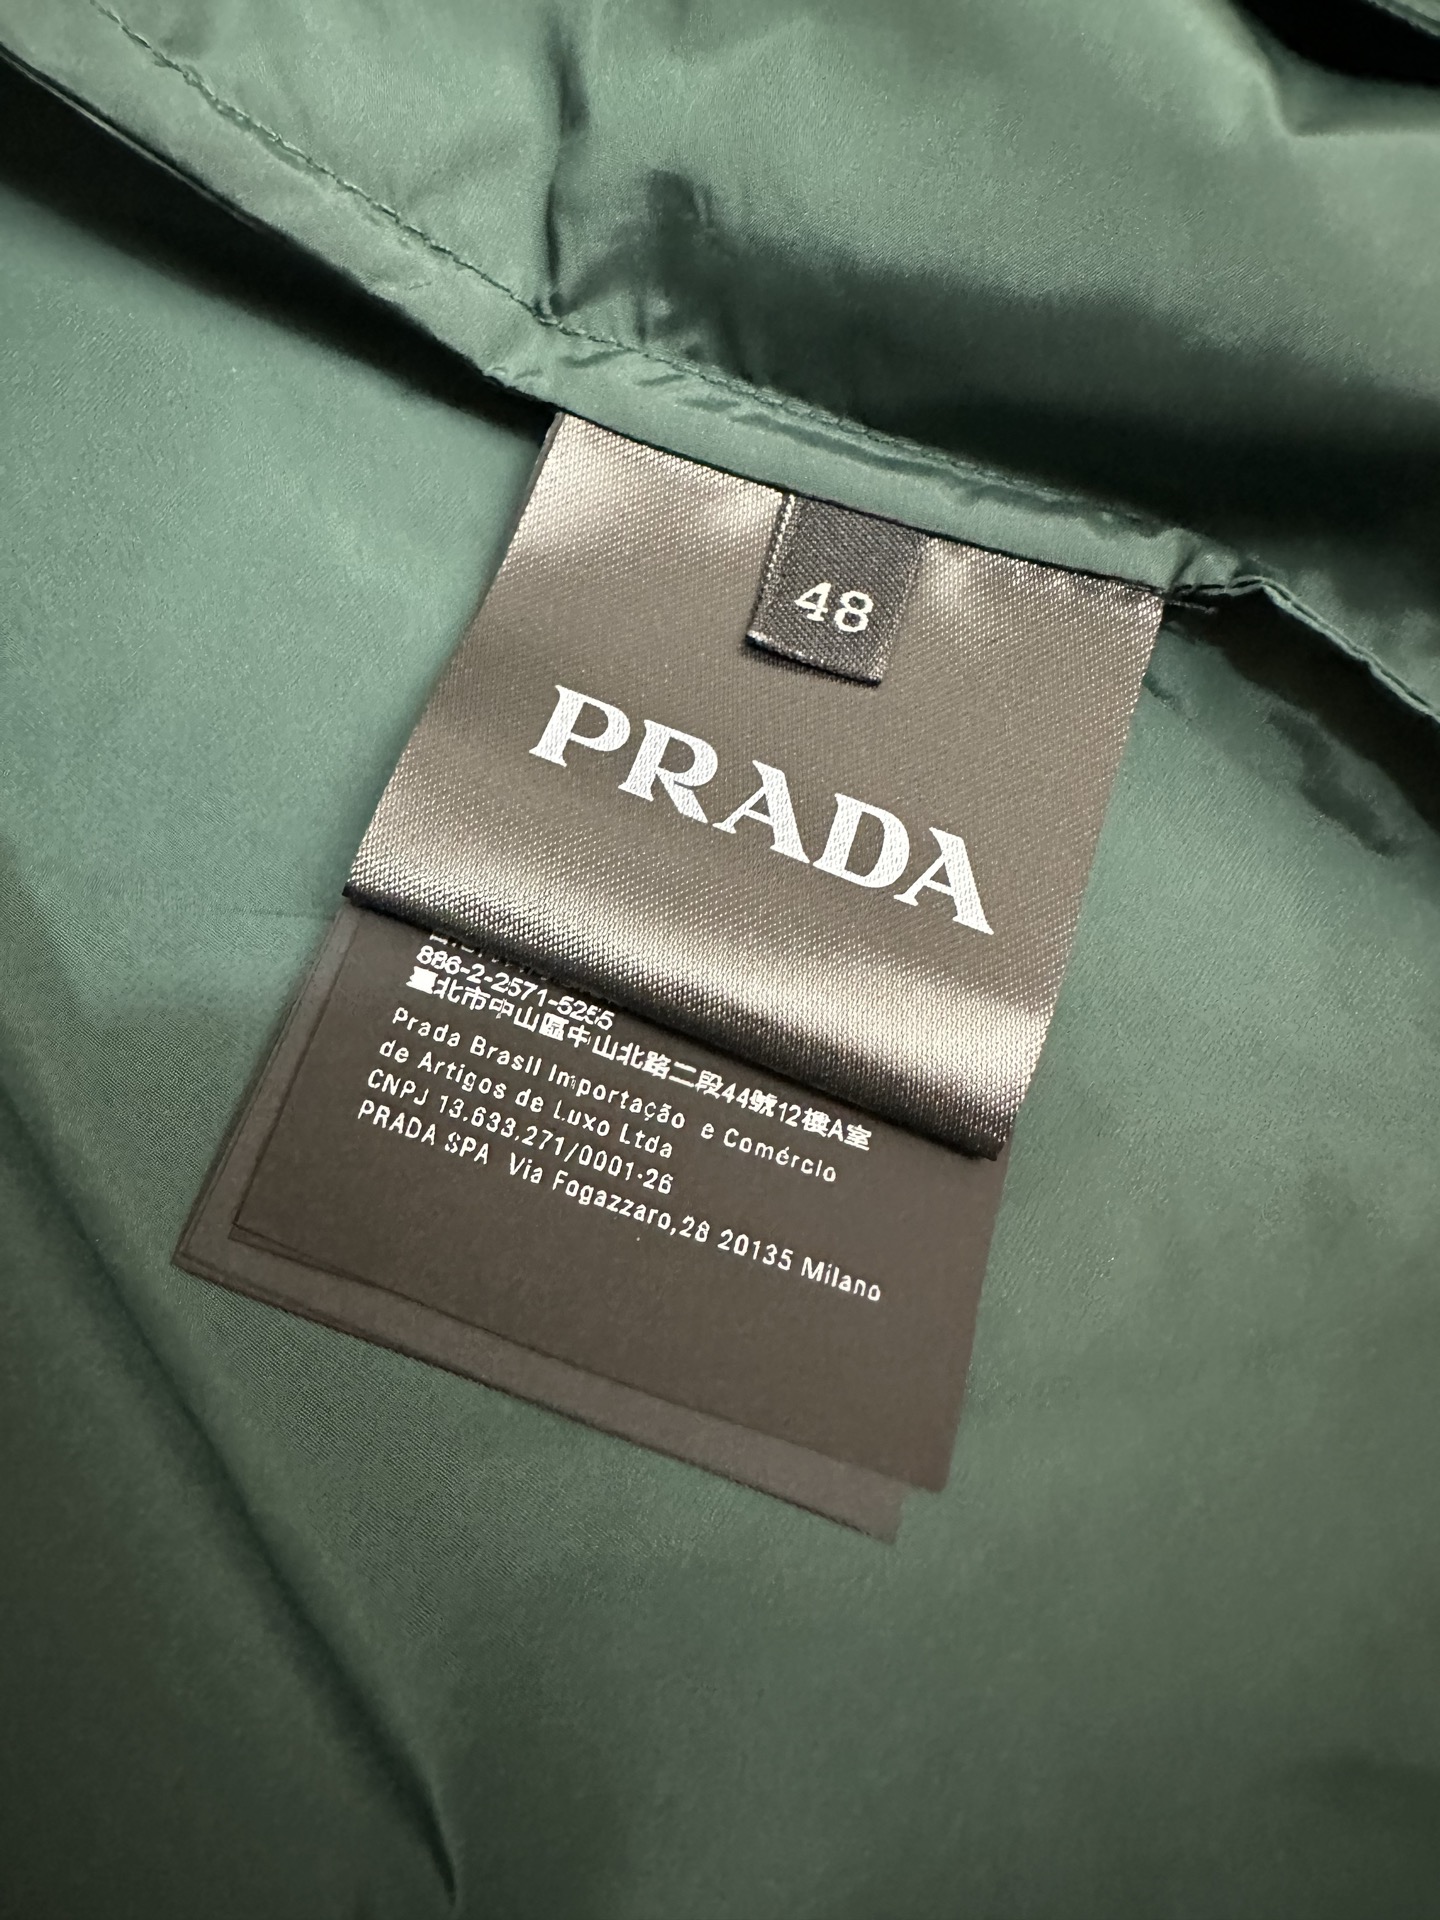 48
PRADA
886-2-2571-5255
臺北市中山區中山北路二段44號12樓A室
Prada Brasil Importação e Comércio
de Artigos de Luxo Ltda
CNPJ 13.633.271/0001-26
PRADA SPA Via Fogazzaro,28 20135 Milano